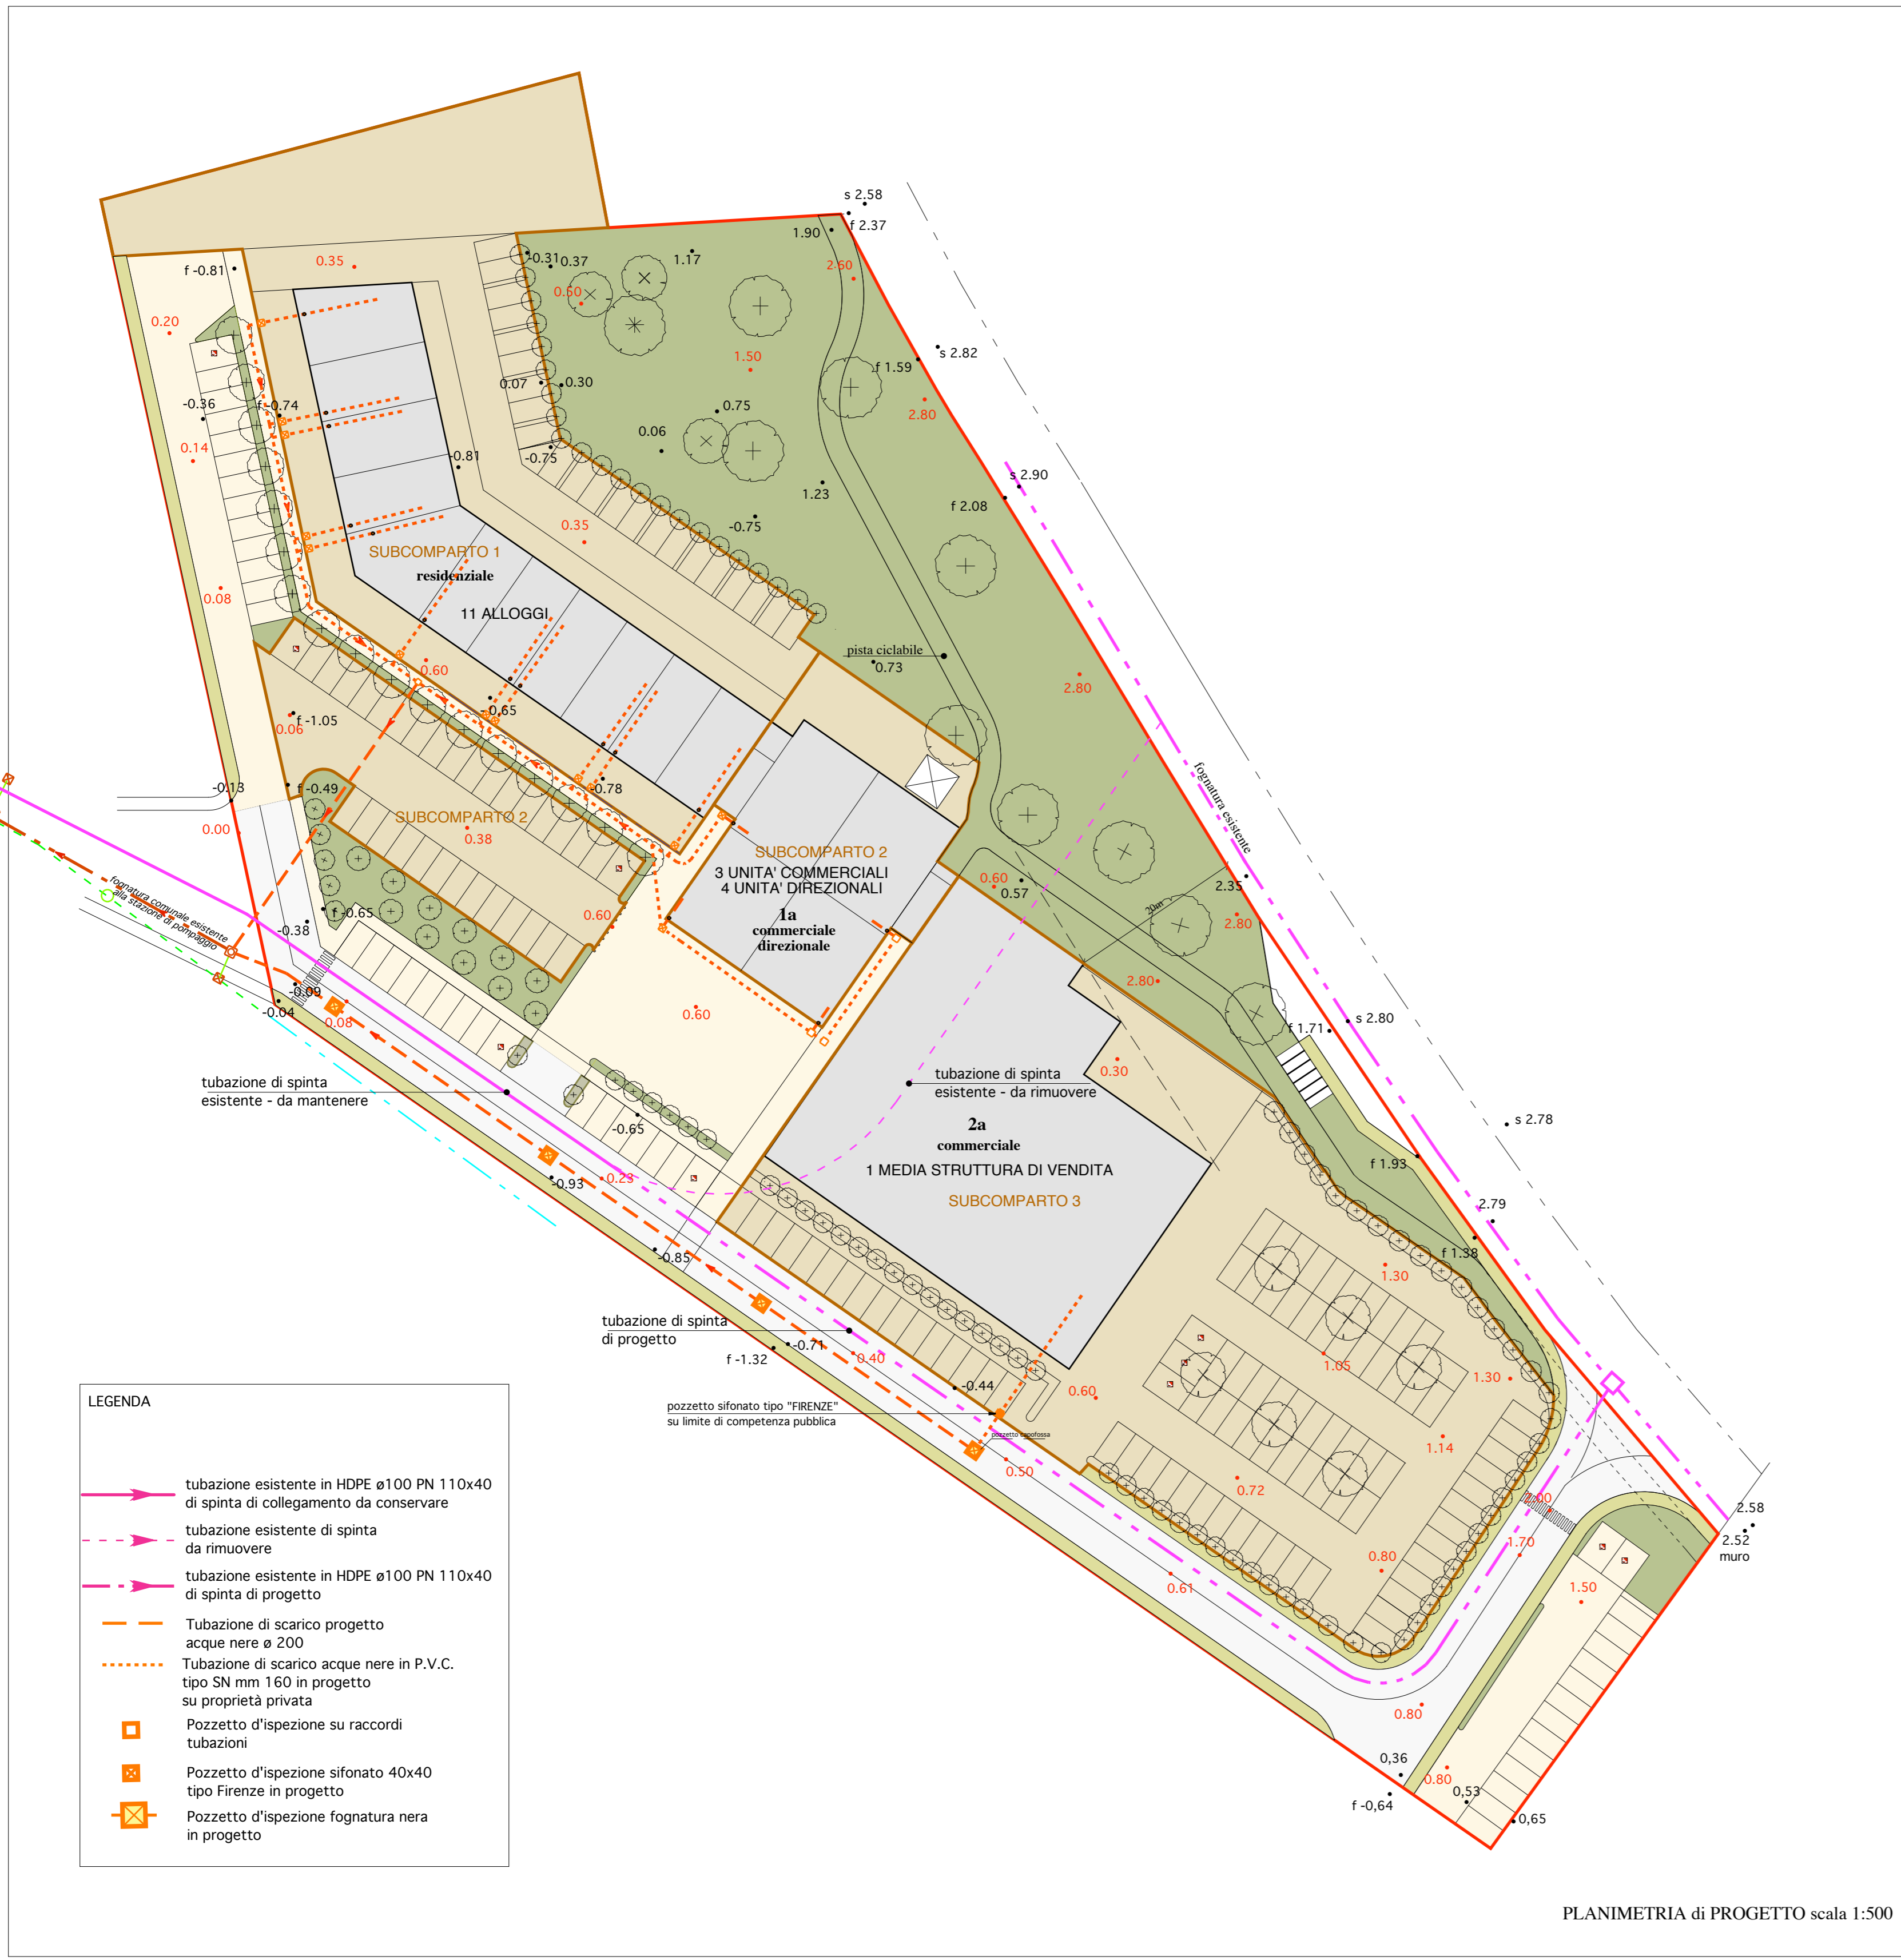 s 2.58
f 2.37
1.90
2.60
f -0.81
0.35
-0.31
0.37
1.17
0.50
0.20
s 2.82
f 1.59
1.50
2.80
0.07
0.30
-0.36
f -0.74
0.75
0.06
0.14
-0.81
-0.75
s 2.90
1.23
f 2.08
0.35
-0.75
SUBCOMPARTO 1
residenziale
0.08
11 ALLOGGI
pista ciclabile
0.73
0.60
2.80
-0.65
0.06
f -1.05
fognatura esistente
-0.13
f -0.49
-0.78
SUBCOMPARTO 2
0.00
0.38
SUBCOMPARTO 2
3 UNITA' COMMERCIALI
4 UNITA' DIREZIONALI
0.60
0.57
2.35
1a
commerciale
direzionale
20m
fognatura comunale esistente
alla stazione di pompaggio
f -0.65
0.60
2.80
-0.38
2.80
-0.09
-0.04
0.08
0.60
s 2.80
f 1.71
0.30
tubazione di spinta
esistente - da mantenere
tubazione di spinta
esistente - da rimuovere
-0.65
2a
commerciale
s 2.78
1 MEDIA STRUTTURA DI VENDITA
f 1.93
-0.93
0.23
SUBCOMPARTO 3
2.79
-0.85
f 1.38
1.30
tubazione di spinta
di progetto
-0.71
f -1.32
0.40
1.05
-0.44
0.60
1.30
pozzetto sifonato tipo "FIRENZE"
su limite di competenza pubblica
pozzetto capofossa
1.14
0.50
0.72
2.00
2.58
2.52
muro
1.70
0.80
0.61
1.50
0.80
0,36
0.80
0,53
f -0,64
0,65
LEGENDA
tubazione esistente in HDPE ø100 PN 110x40
di spinta di collegamento da conservare
tubazione esistente di spinta
da rimuovere
tubazione esistente in HDPE ø100 PN 110x40
di spinta di progetto
Tubazione di scarico progetto
acque nere ø 200
Tubazione di scarico acque nere in P.V.C.
tipo SN mm 160 in progetto
su proprietà privata
Pozzetto d'ispezione su raccordi
tubazioni
Pozzetto d'ispezione sifonato 40x40
tipo Firenze in progetto
Pozzetto d'ispezione fognatura nera
in progetto
PLANIMETRIA di PROGETTO scala 1:500